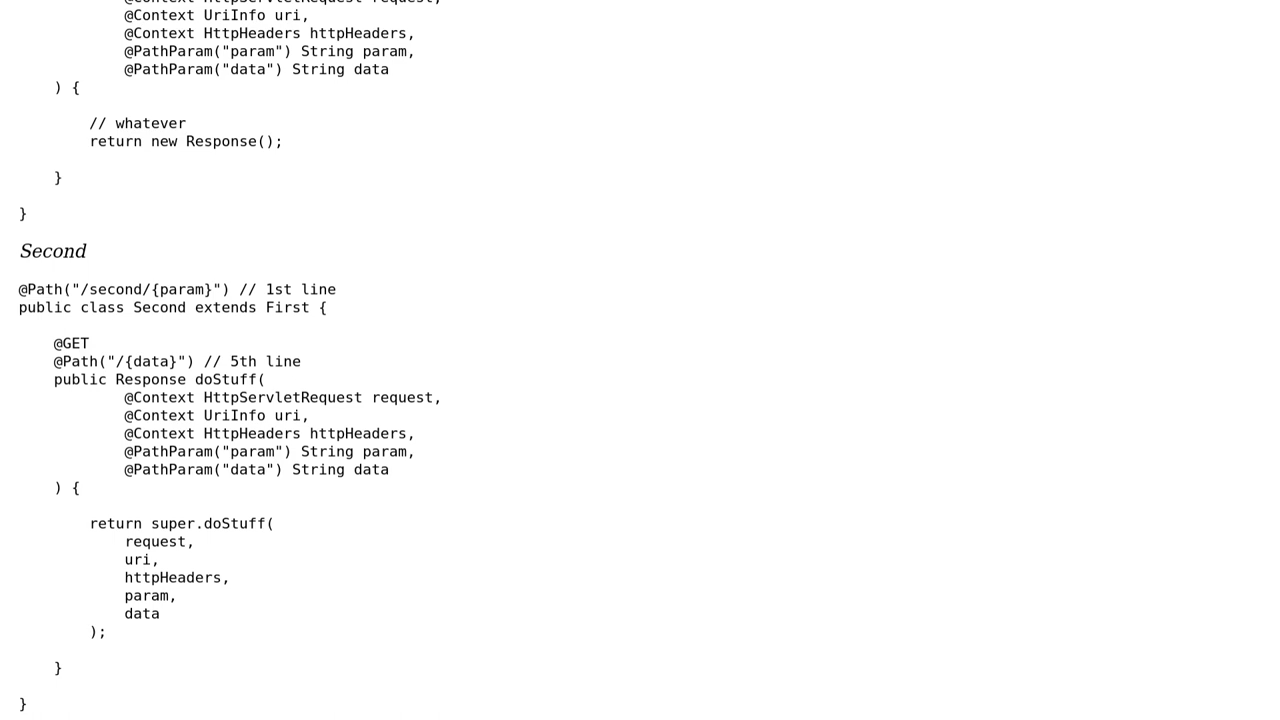 @Context HttpServletRequest request,
@Context UriInfo uri,
@Context HttpHeaders httpHeaders,
@PathParam("param") String param,
@PathParam("data") String data
) {
// whatever
return new Response();
}
}
Second
@Path("/second/{param}") // 1st line
public class Second extends First {
@GET
@Path("/{data}") // 5th line
public Response doStuff(
@Context HttpServletRequest request,
@Context UriInfo uri,
@Context HttpHeaders httpHeaders,
@PathParam("param") String param,
@PathParam("data") String data
) {
return super.doStuff(
request,
uri,
httpHeaders,
param,
data
);
}
}